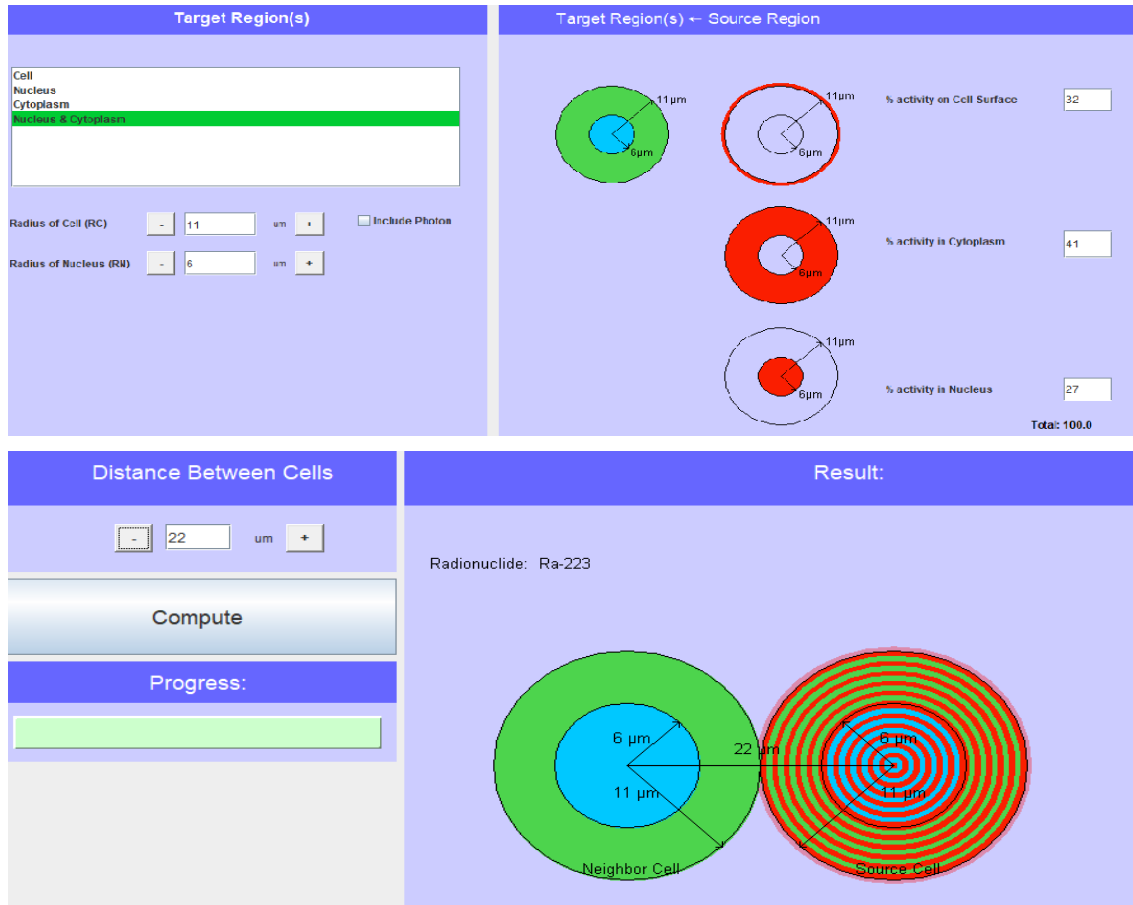 Target Region(s)
Cell
Nucleus
Cytoplasm
Nucleus & Cytoplasm
Radius of Cell (RC) - 11 um + Include Photon
Radius of Nucleus (RN) - 6 um +
Target Region(s) ← Source Region
11μm 6μm
11μm 6μm % activity on Cell Surface 32
11μm 6μm % activity in Cytoplasm 41
11μm 6μm % activity in Nucleus 27
Total: 100.0
Distance Between Cells
- 22 um +
Compute
Progress:
Result:
Radionuclide: Ra-223
6 μm 22 μm 6 μm
11 μm 11 μm
Neighbor Cell Source Cell